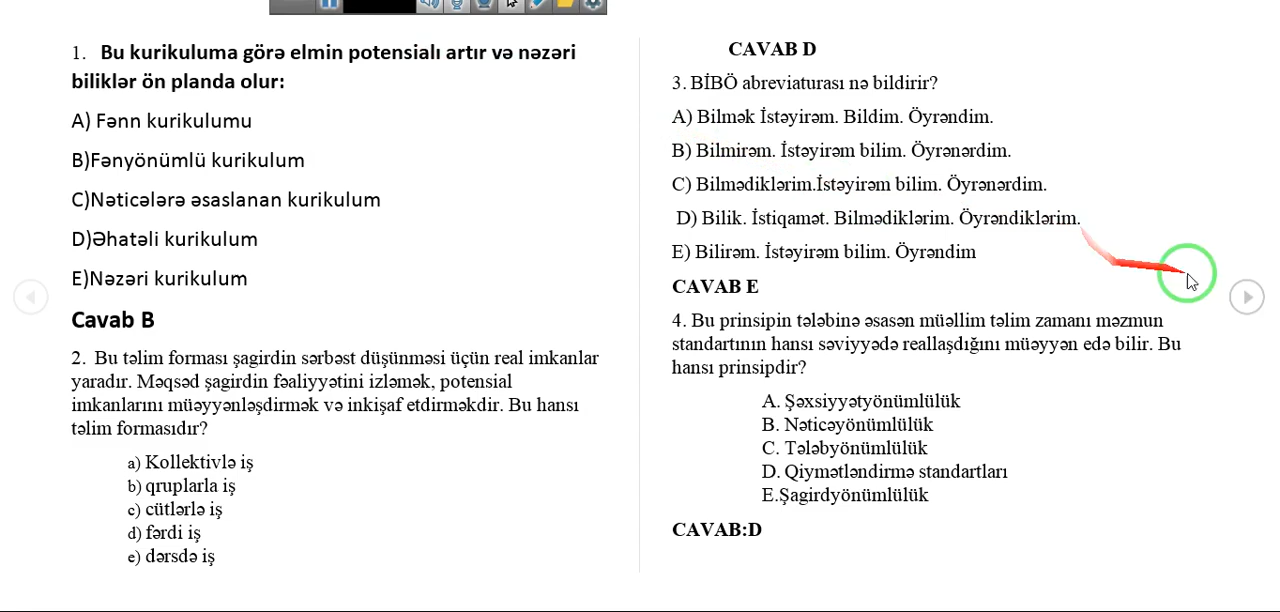 1. Bu kurikuluma görə elmin potensialı artır və nəzəri
biliklər ön planda olur:
A) Fənn kurikulumu
B)Fənyönümlü kurikulum
C)Nəticələrə əsaslanan kurikulum
D)Əhatəli kurikulum
E)Nəzəri kurikulum
Cavab B
2. Bu təlim forması şagirdin sərbəst düşünməsi üçün real imkanlar
yaradır. Məqsəd şagirdin fəaliyyətini izləmək, potensial
imkanlarını müəyyənləşdirmək və inkişaf etdirməkdir. Bu hansı
təlim formasıdır?
a) Kollektivlə iş
b) qruplarla iş
c) cütlərlə iş
d) fərdi iş
e) dərsdə iş
CAVAB D
3. BİBÖ abreviaturası nə bildirir?
A) Bilmək İstəyirəm. Bildim. Öyrəndim.
B) Bilmirəm. İstəyirəm bilim. Öyrənərdim.
C) Bilmədiklərim.İstəyirəm bilim. Öyrənərdim.
D) Bilik. İstiqamət. Bilmədiklərim. Öyrəndiklərim.
E) Bilirəm. İstəyirəm bilim. Öyrəndim
CAVAB E
4. Bu prinsipin tələbinə əsasən müəllim təlim zamanı məzmun
standartının hansı səviyyədə reallaşdığını müəyyən edə bilir. Bu
hansı prinsipdir?
A. Şəxsiyyətyönümlülük
B. Nəticəyönümlülük
C. Tələbyönümlülük
D. Qiymətləndirmə standartları
E.Şagirdyönümlülük
CAVAB:D